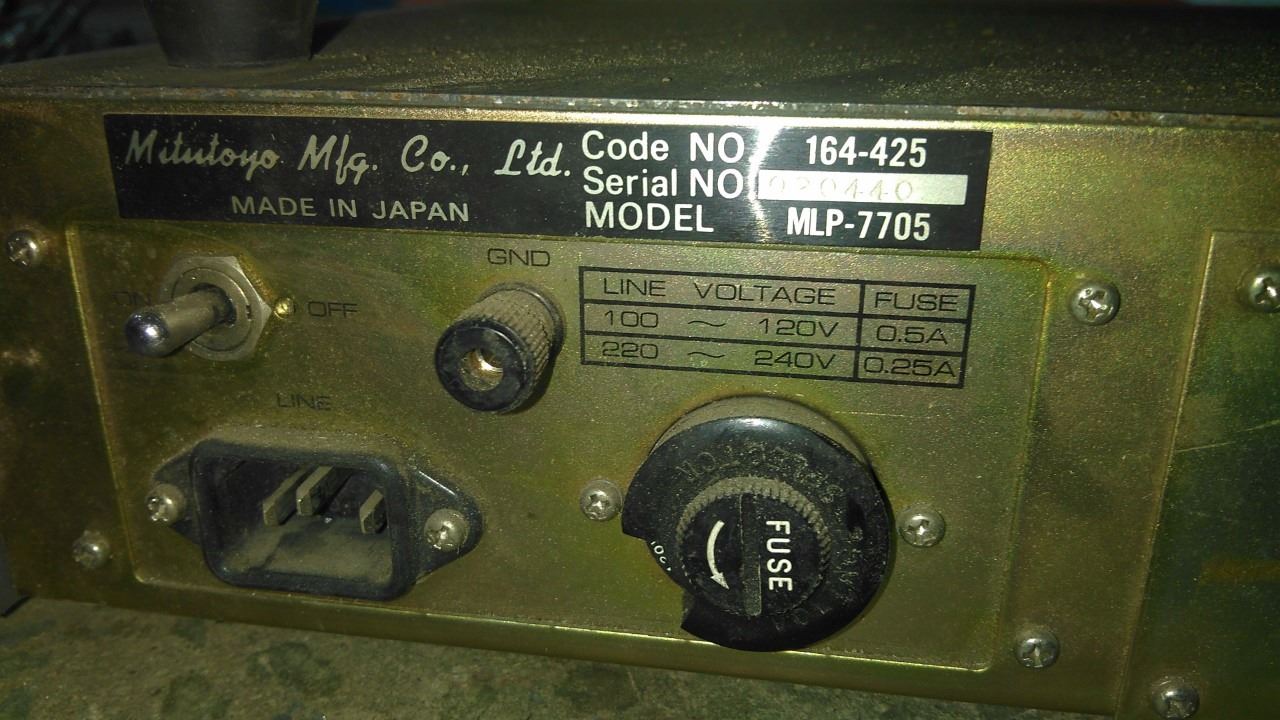 Mitutoyo Mfg. Co., Ltd.
MADE IN JAPAN
Code NO 164-425
Serial NO 020440
MODEL MLP-7705
ON OFF
GND
LINE VOLTAGE FUSE
100 ~ 120V 0.5A
220 ~ 240V 0.25A
LINE
FUSE